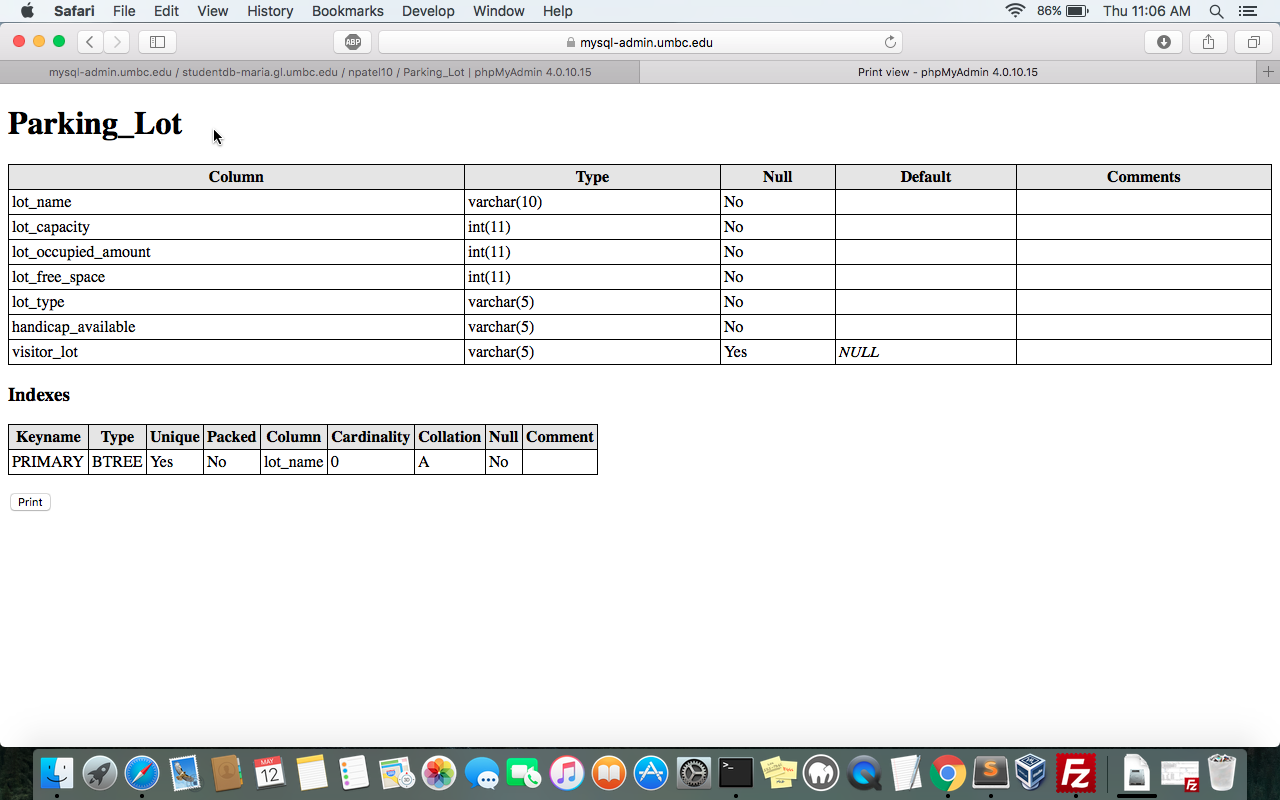 Safari File Edit View History Bookmarks Develop Window Help 86% Thu 11:06 AM
ABP mysql-admin.umbc.edu
mysql-admin.umbc.edu / studentdb-maria.gl.umbc.edu / npatel10 / Parking_Lot | phpMyAdmin 4.0.10.15 Print view - phpMyAdmin 4.0.10.15 +
Parking_Lot
Column Type Null Default Comments
lot_name varchar(10) No
lot_capacity int(11) No
lot_occupied_amount int(11) No
lot_free_space int(11) No
lot_type varchar(5) No
handicap_available varchar(5) No
visitor_lot varchar(5) Yes NULL
Indexes
Keyname Type Unique Packed Column Cardinality Collation Null Comment
PRIMARY BTREE Yes No lot_name 0 A No
Print
MAY
12